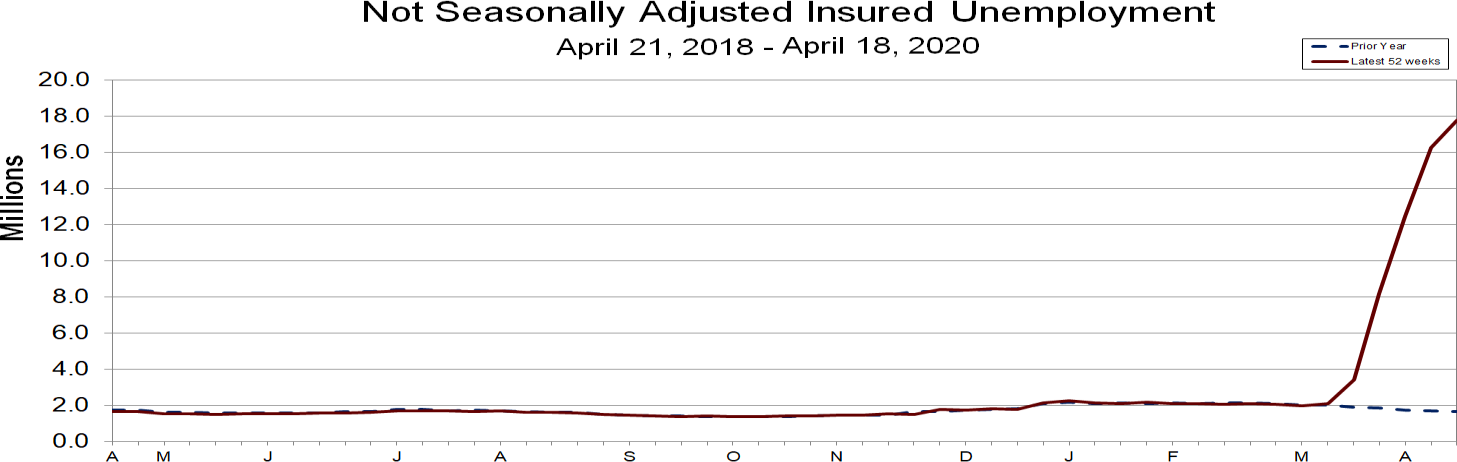 Not Seasonally Adjusted Insured Unemployment
April 21, 2018 - April 18, 2020
Prior Year
Latest 52 weeks
Millions
20.0
18.0
16.0
14.0
12.0
10.0
8.0
6.0
4.0
2.0
0.0
A M J J A S O N D J F M A